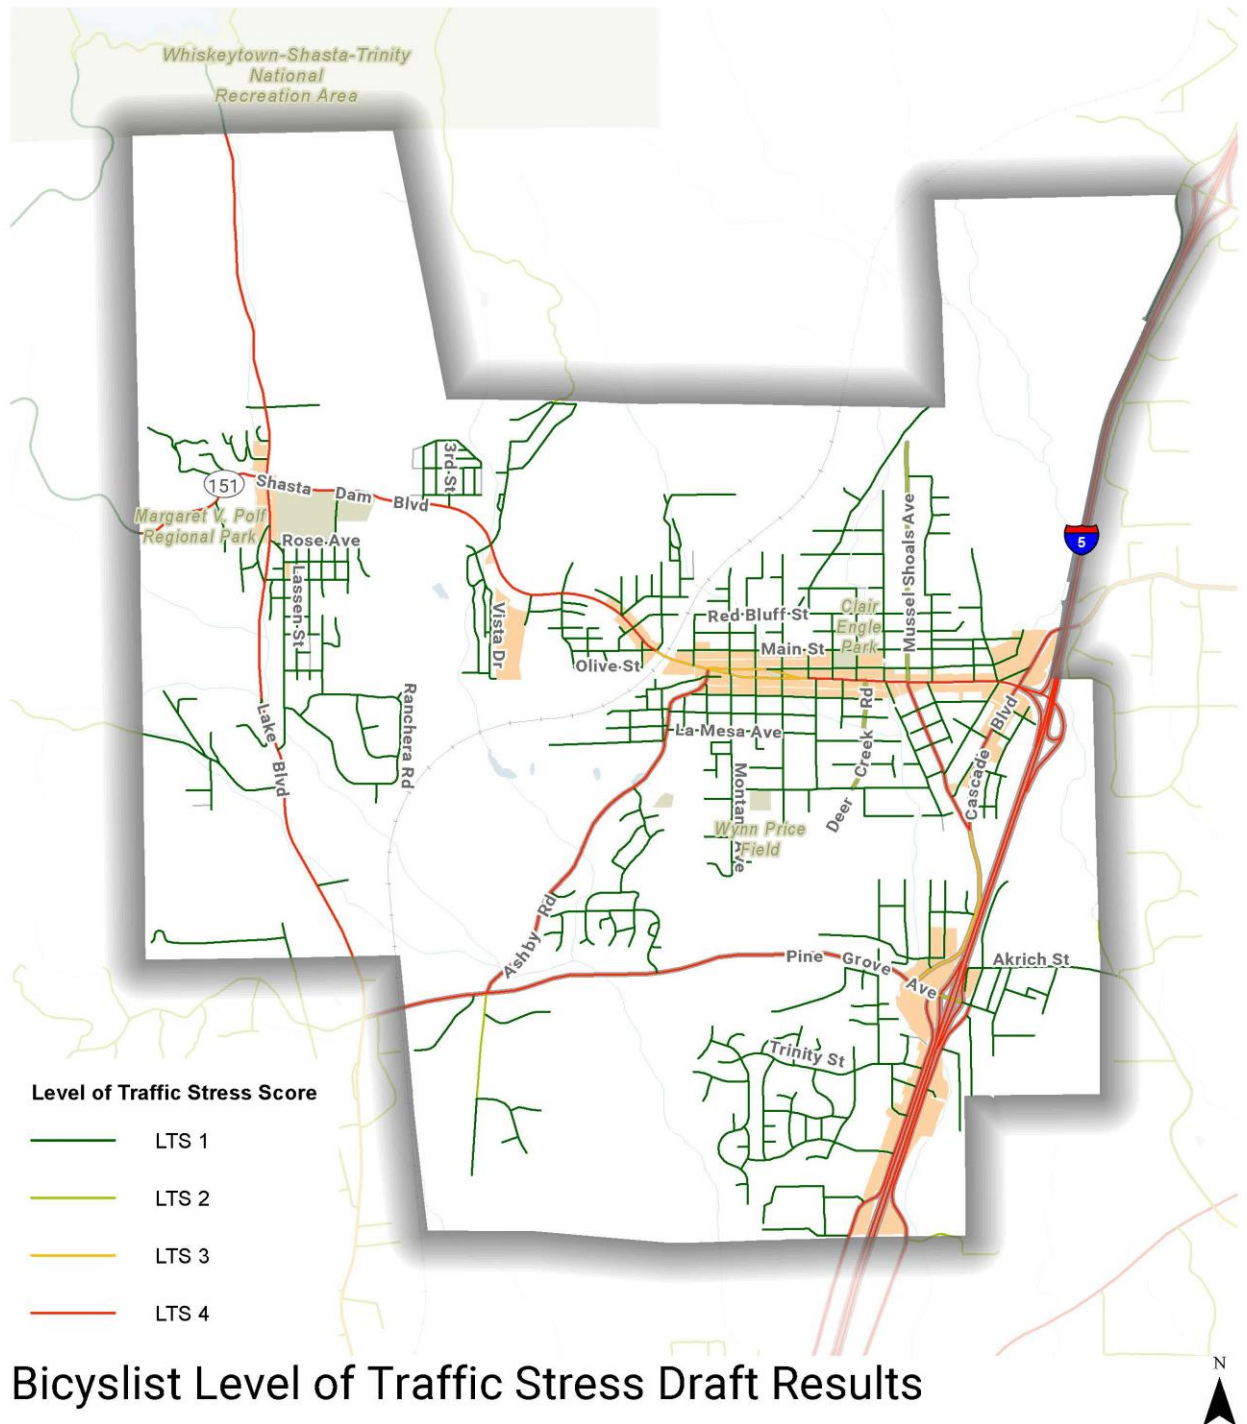 Whiskeytown-Shasta-Trinity
National
Recreation Area
3rd St
151
Shasta Dam Blvd
Margaret V. Polf
Regional Park
Rose Ave
Lassen St
5
Mussel Shoals Ave
Clair
Engle
Park
Red Bluff St
Main St
Vista Dr
Olive St
Ranchera Rd
Lake Blvd
La Mesa Ave
Deer Creek Rd
Cascade Blvd
Montana Ave
Wynn Price
Field
Ashby Rd
Pine Grove Ave
Akrich St
Trinity St
Level of Traffic Stress Score
LTS 1
LTS 2
LTS 3
LTS 4
Bicyslist Level of Traffic Stress Draft Results
N